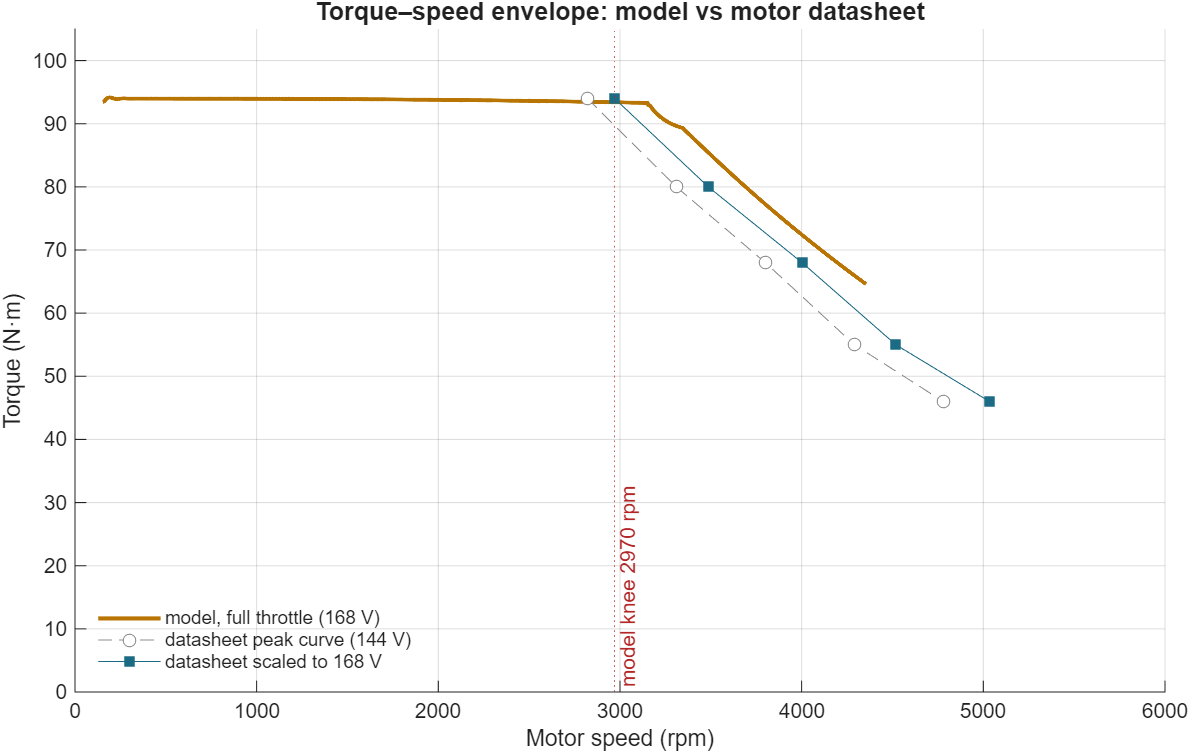 Torque–speed envelope: model vs motor datasheet
100
90
80
70
60
50
40
30
20
10
0
Torque (N·m)
model knee 2970 rpm
model, full throttle (168 V)
datasheet peak curve (144 V)
datasheet scaled to 168 V
0 1000 2000 3000 4000 5000 6000
Motor speed (rpm)